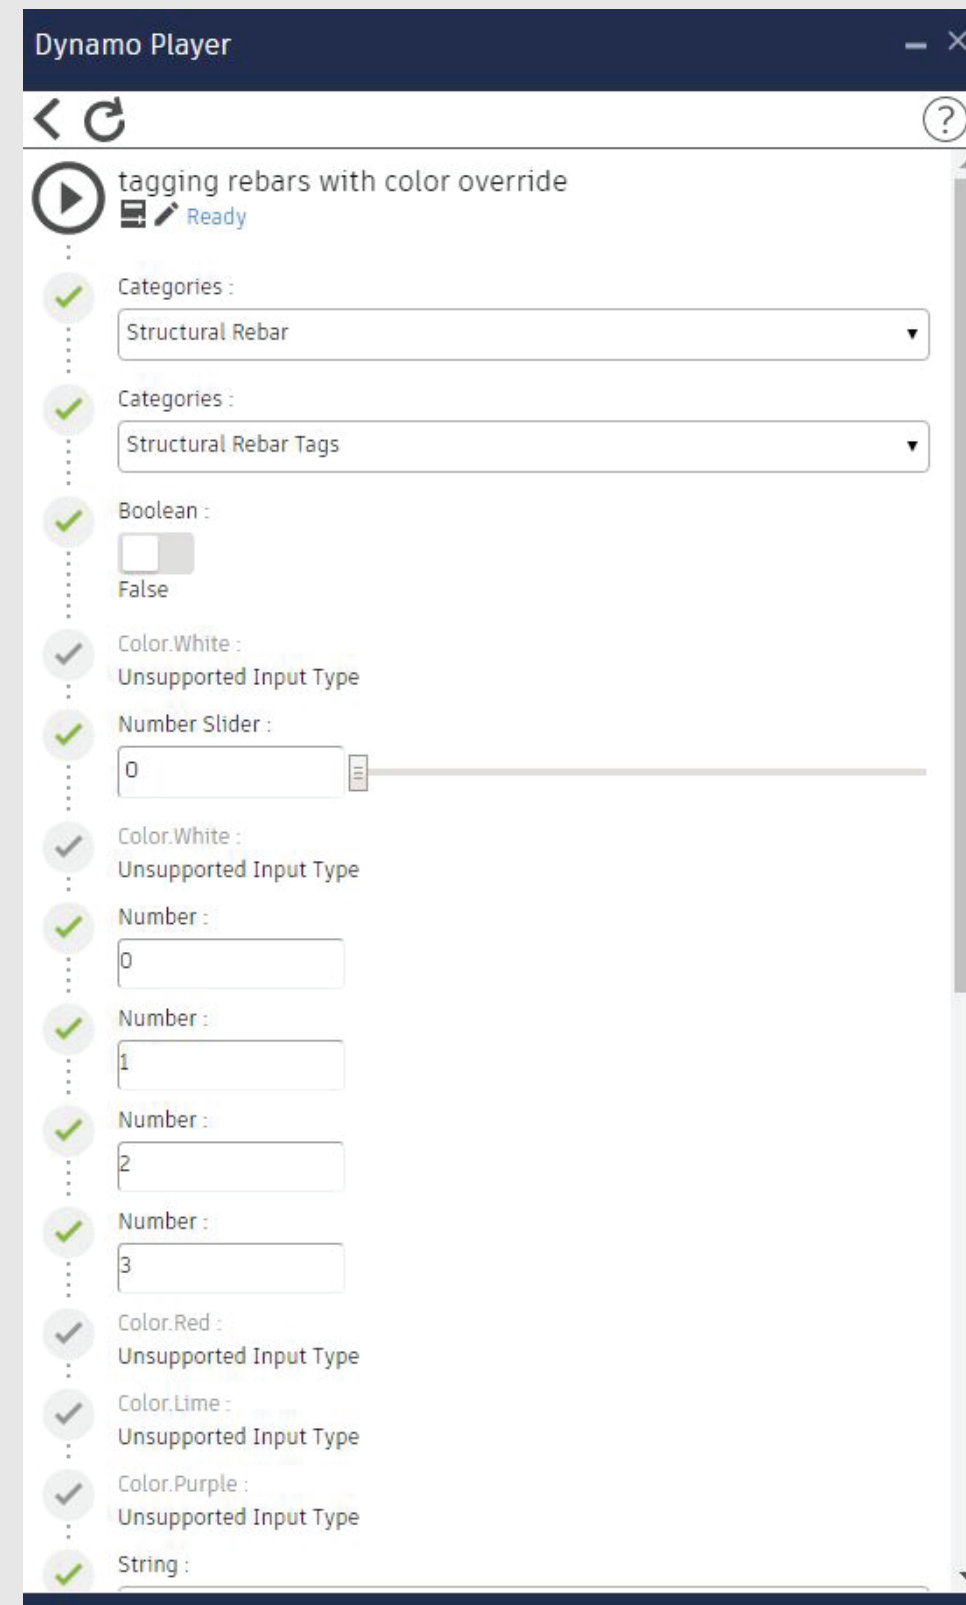 Dynamo Player
?
tagging rebars with color override
Ready
Categories :
Structural Rebar
Categories :
Structural Rebar Tags
Boolean :
False
Color.White :
Unsupported Input Type
Number Slider :
0
Color.White :
Unsupported Input Type
Number :
0
Number :
1
Number :
2
Number :
3
Color.Red :
Unsupported Input Type
Color.Lime :
Unsupported Input Type
Color.Purple :
Unsupported Input Type
String :